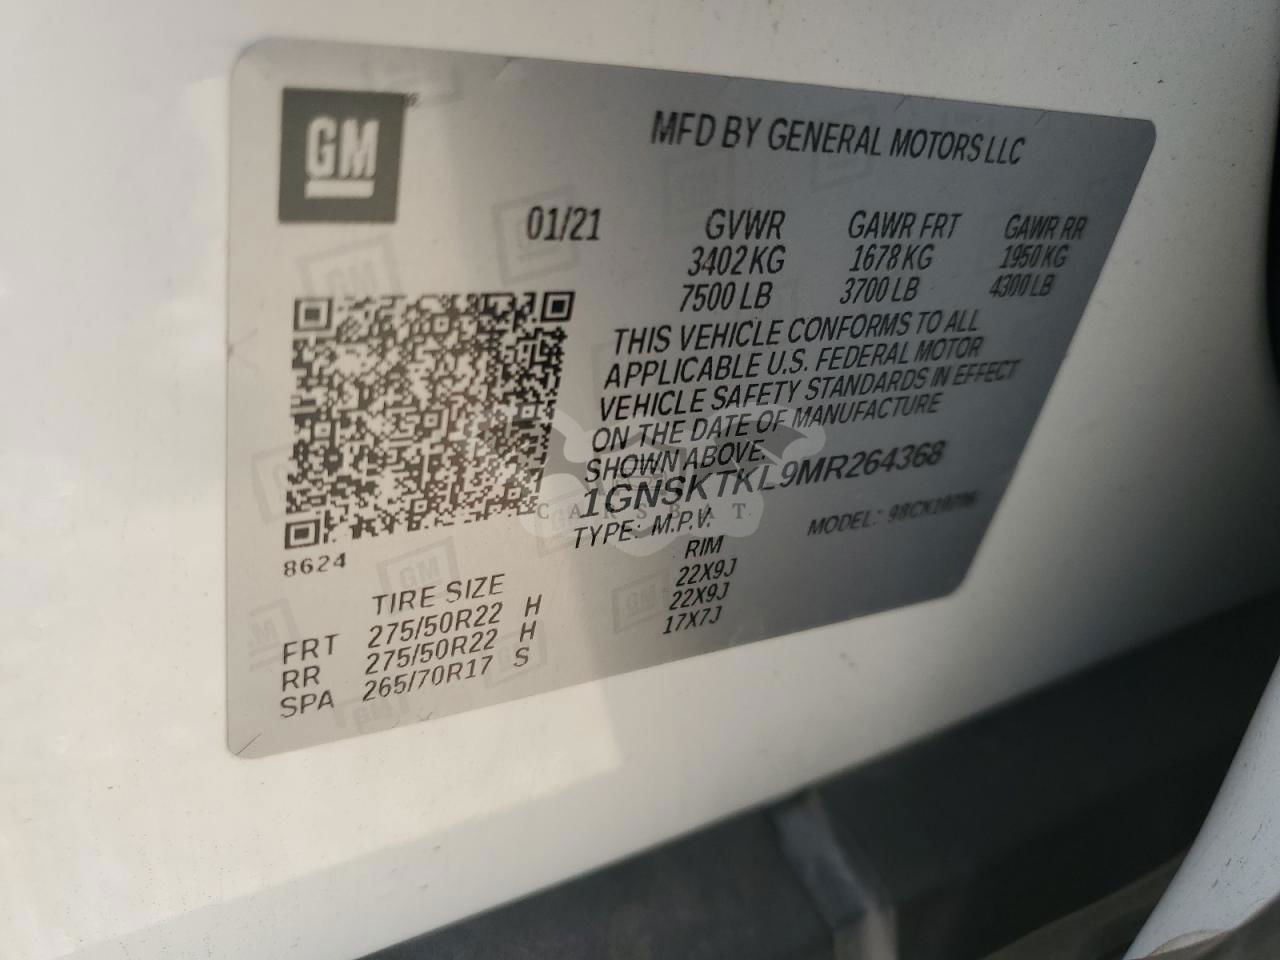 GM
MFD BY GENERAL MOTORS LLC
01/21 GVWR GAWR FRT GAWR RR
3402 KG 1678 KG 1950 KG
7500 LB 3700 LB 4300 LB
THIS VEHICLE CONFORMS TO ALL
APPLICABLE U.S. FEDERAL MOTOR
VEHICLE SAFETY STANDARDS IN EFFECT
ON THE DATE OF MANUFACTURE
SHOWN ABOVE.
1GNSKTKL9MR264368
CARSBAT
TYPE: M.P.V. MODEL:
8624
TIRE SIZE RIM
FRT 275/50R22 H 22X9J
RR 275/50R22 H 22X9J
SPA 265/70R17 S 17X7J